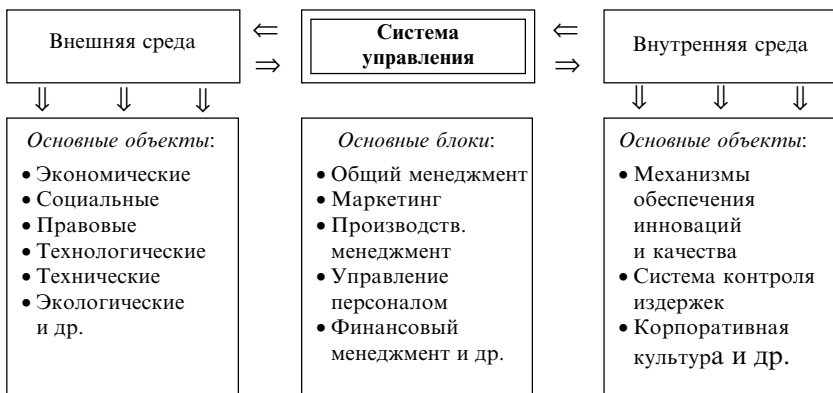 Внешняя среда
⇐
⇒
Система
управления
⇐
⇒
Внутренняя среда
⇓ ⇓ ⇓
⇓ ⇓ ⇓
Основные объекты:
• Экономические
• Социальные
• Правовые
• Технологические
• Технические
• Экологические
и др.
Основные блоки:
• Общий менеджмент
• Маркетинг
• Производств.
менеджмент
• Управление
персоналом
• Финансовый
менеджмент и др.
Основные объекты:
• Механизмы
обеспечения
инноваций
и качества
• Система контроля
издержек
• Корпоративная
культура и др.